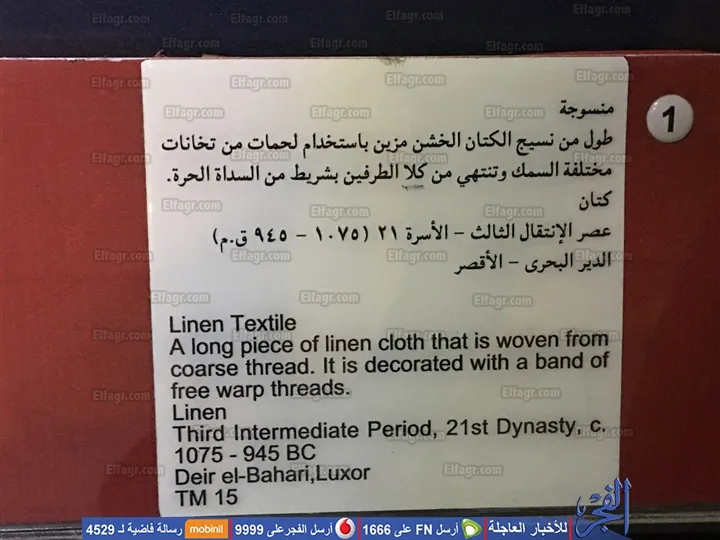 منسوجة
طول من نسيج الكتان الخشن مزين باستخدام لحمات من تخانات
مختلفة السمك وتنتهي من كلا الطرفين بشريط من السداة الحرة.
كتان
عصر الإنتقال الثالث – الأسرة ٢١ (١٠٧٥ – ٩٤٥ ق.م)
الدير البحرى – الأقصر
1
Linen Textile
A long piece of linen cloth that is woven from
coarse thread. It is decorated with a band of
free warp threads.
Linen
Third Intermediate Period, 21st Dynasty, c.
1075 - 945 BC
Deir el-Bahari,Luxor
TM 15
Elfagr.com
الفجر
للأخبار العاجلة أرسل FN على 1666 أرسل الفجرعلى 9999 mobinil رسالة فاضية لـ 4529